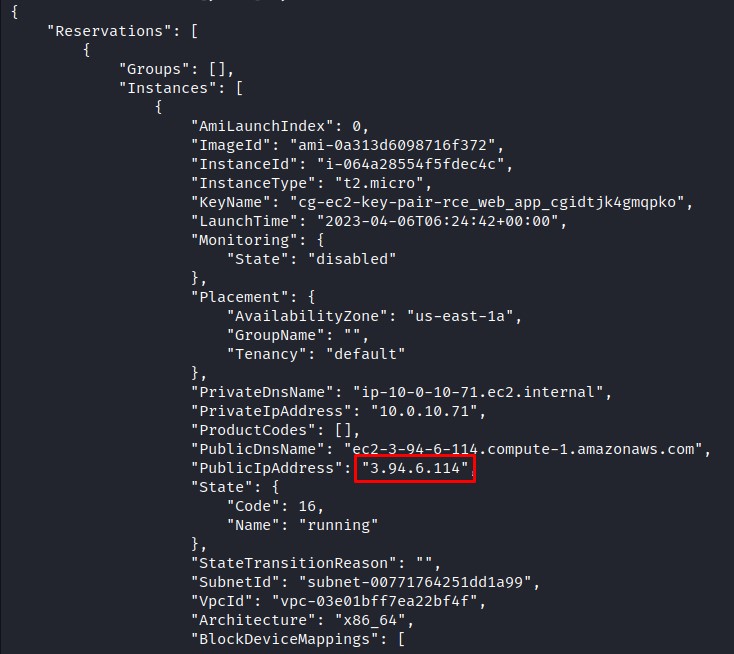 {
"Reservations": [
{
"Groups": [],
"Instances": [
{
"AmiLaunchIndex": 0,
"ImageId": "ami-0a313d6098716f372",
"InstanceId": "i-064a28554f5fdec4c",
"InstanceType": "t2.micro",
"KeyName": "cg-ec2-key-pair-rce_web_app_cgidtjk4gmqpko",
"LaunchTime": "2023-04-06T06:24:42+00:00",
"Monitoring": {
"State": "disabled"
},
"Placement": {
"AvailabilityZone": "us-east-1a",
"GroupName": "",
"Tenancy": "default"
},
"PrivateDnsName": "ip-10-0-10-71.ec2.internal",
"PrivateIpAddress": "10.0.10.71",
"ProductCodes": [],
"PublicDnsName": "ec2-3-94-6-114.compute-1.amazonaws.com",
"PublicIpAddress": "3.94.6.114",
"State": {
"Code": 16,
"Name": "running"
},
"StateTransitionReason": "",
"SubnetId": "subnet-00771764251dd1a99",
"VpcId": "vpc-03e01bff7ea22bf4f",
"Architecture": "x86_64",
"BlockDeviceMappings": [